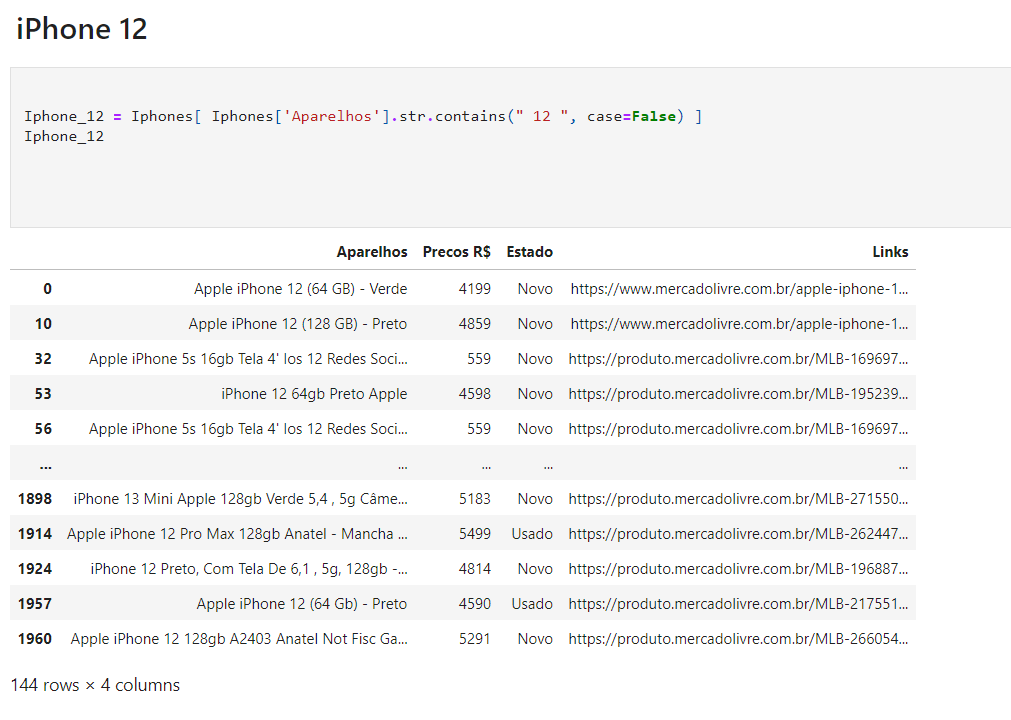 iPhone 12
Iphone_12 = Iphones[ Iphones['Aparelhos'].str.contains(" 12 ", case=False) ]
Iphone_12
Aparelhos Precos R$ Estado Links
0 Apple iPhone 12 (64 GB) - Verde 4199 Novo https://www.mercadolivre.com.br/apple-iphone-1...
10 Apple iPhone 12 (128 GB) - Preto 4859 Novo https://www.mercadolivre.com.br/apple-iphone-1...
32 Apple iPhone 5s 16gb Tela 4' Ios 12 Redes Soci... 559 Novo https://produto.mercadolivre.com.br/MLB-169697...
53 iPhone 12 64gb Preto Apple 4598 Novo https://produto.mercadolivre.com.br/MLB-195239...
56 Apple iPhone 5s 16gb Tela 4' Ios 12 Redes Soci... 559 Novo https://produto.mercadolivre.com.br/MLB-169697...
... ... ... ... ...
1898 iPhone 13 Mini Apple 128gb Verde 5,4 , 5g Câme... 5183 Novo https://produto.mercadolivre.com.br/MLB-271550...
1914 Apple iPhone 12 Pro Max 128gb Anatel - Mancha ... 5499 Usado https://produto.mercadolivre.com.br/MLB-262447...
1924 iPhone 12 Preto, Com Tela De 6,1 , 5g, 128gb -... 4814 Novo https://produto.mercadolivre.com.br/MLB-196887...
1957 Apple iPhone 12 (64 Gb) - Preto 4590 Usado https://produto.mercadolivre.com.br/MLB-217551...
1960 Apple iPhone 12 128gb A2403 Anatel Not Fisc Ga... 5291 Novo https://produto.mercadolivre.com.br/MLB-266054...
144 rows × 4 columns